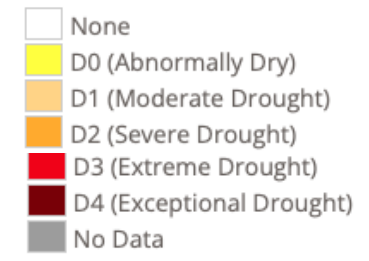 None
D0 (Abnormally Dry)
D1 (Moderate Drought)
D2 (Severe Drought)
D3 (Extreme Drought)
D4 (Exceptional Drought)
No Data